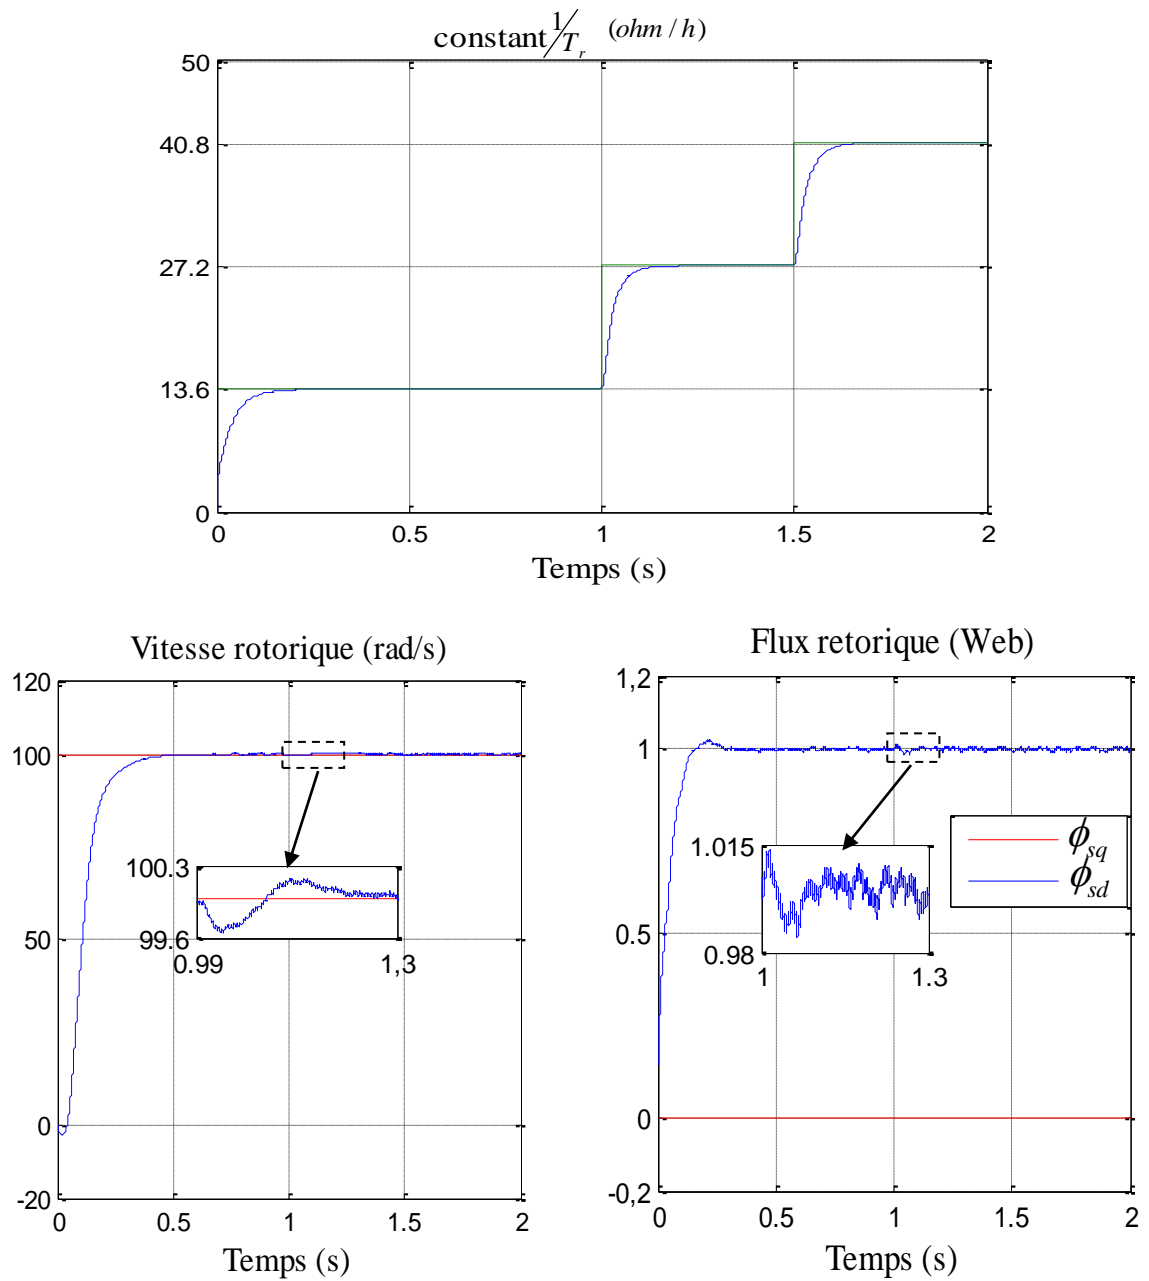 constant 1/T_r (ohm / h)
50
40.8
27.2
13.6
0
0 0.5 1 1.5 2
Temps (s)
Vitesse rotorique (rad/s)
120
100
50
0
-20
100.3
99.6
0.99 1,3
0 0.5 1 1.5 2
Temps (s)
Flux retorique (Web)
1,2
1
0.5
0
-0,2
1.015
0.98
1 1.3
ϕsq
ϕsd
0 0.5 1 1.5 2
Temps (s)